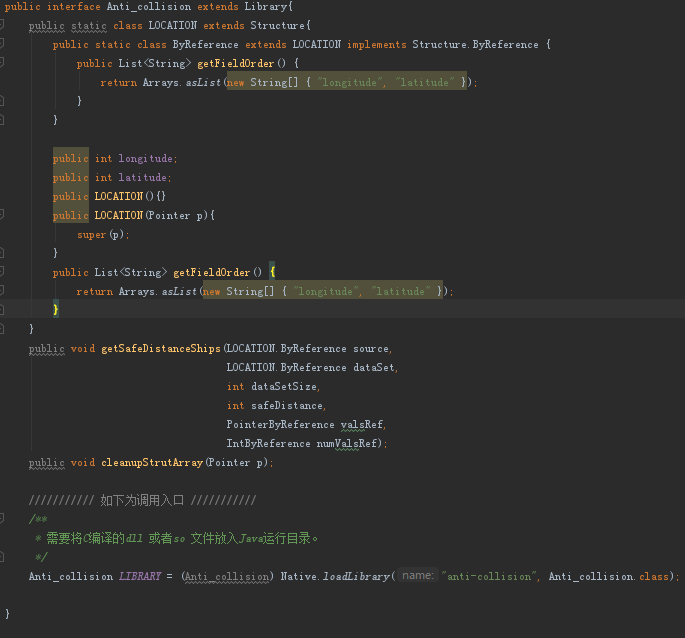 public interface Anti_collision extends Library{
public static class LOCATION extends Structure{
public static class ByReference extends LOCATION implements Structure.ByReference {
public List<String> getFieldOrder() {
return Arrays.asList(new String[] { "longitude", "latitude" });
}
}
public int longitude;
public int latitude;
public LOCATION(){}
public LOCATION(Pointer p){
super(p);
}
public List<String> getFieldOrder() {
return Arrays.asList(new String[] { "longitude", "latitude" });
}
}
public void getSafeDistanceShips(LOCATION.ByReference source,
LOCATION.ByReference dataSet,
int dataSetSize,
int safeDistance,
PointerByReference valsRef,
IntByReference numValsRef);
public void cleanupStrutArray(Pointer p);
/////////// 如下为调用入口 ///////////
/**
* 需要将C编译的dll 或者so 文件放入Java运行目录。
*/
Anti_collision LIBRARY = (Anti_collision) Native.loadLibrary( name: "anti-collision", Anti_collision.class);
}